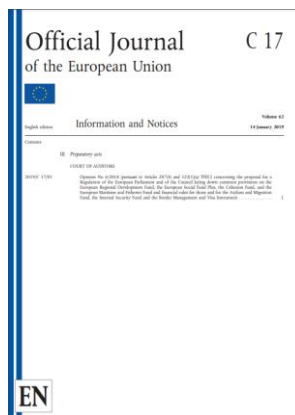 Official Journal
C 17
of the European Union
Volume 62
English edition
Information and Notices
14 January 2019
Contents
III Preparatory acts
COURT OF AUDITORS
2019/C 17/01
Opinion No 6/2018 (pursuant to Articles 287(4) and 322(1)(a) TFEU) concerning the proposal for a
Regulation of the European Parliament and of the Council laying down common provisions on the
European Regional Development Fund, the European Social Fund Plus, the Cohesion Fund, and the
European Maritime and Fisheries Fund and financial rules for those and for the Asylum and Migration
Fund, the Internal Security Fund and the Border Management and Visa Instrument
1
EN